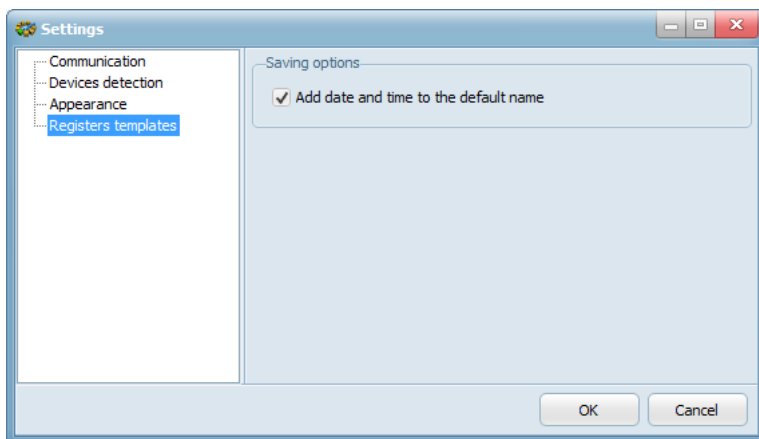 Settings
Communication
Devices detection
Appearance
Registers templates
Saving options
Add date and time to the default name
OK
Cancel